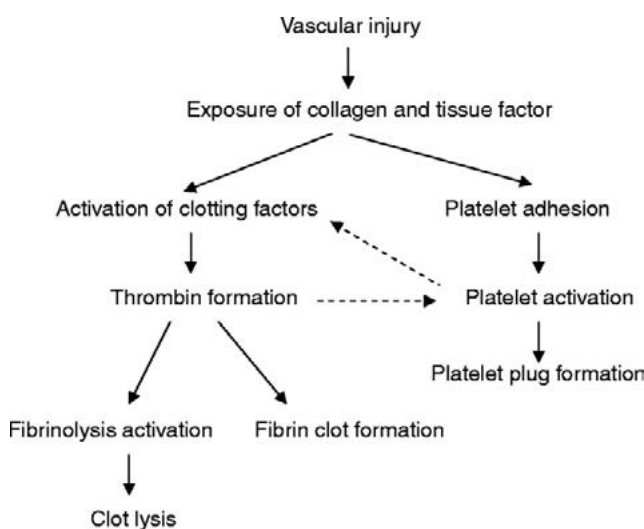 Vascular injury
Exposure of collagen and tissue factor
Activation of clotting factors
Platelet adhesion
Thrombin formation
Platelet activation
Platelet plug formation
Fibrinolysis activation
Fibrin clot formation
Clot lysis